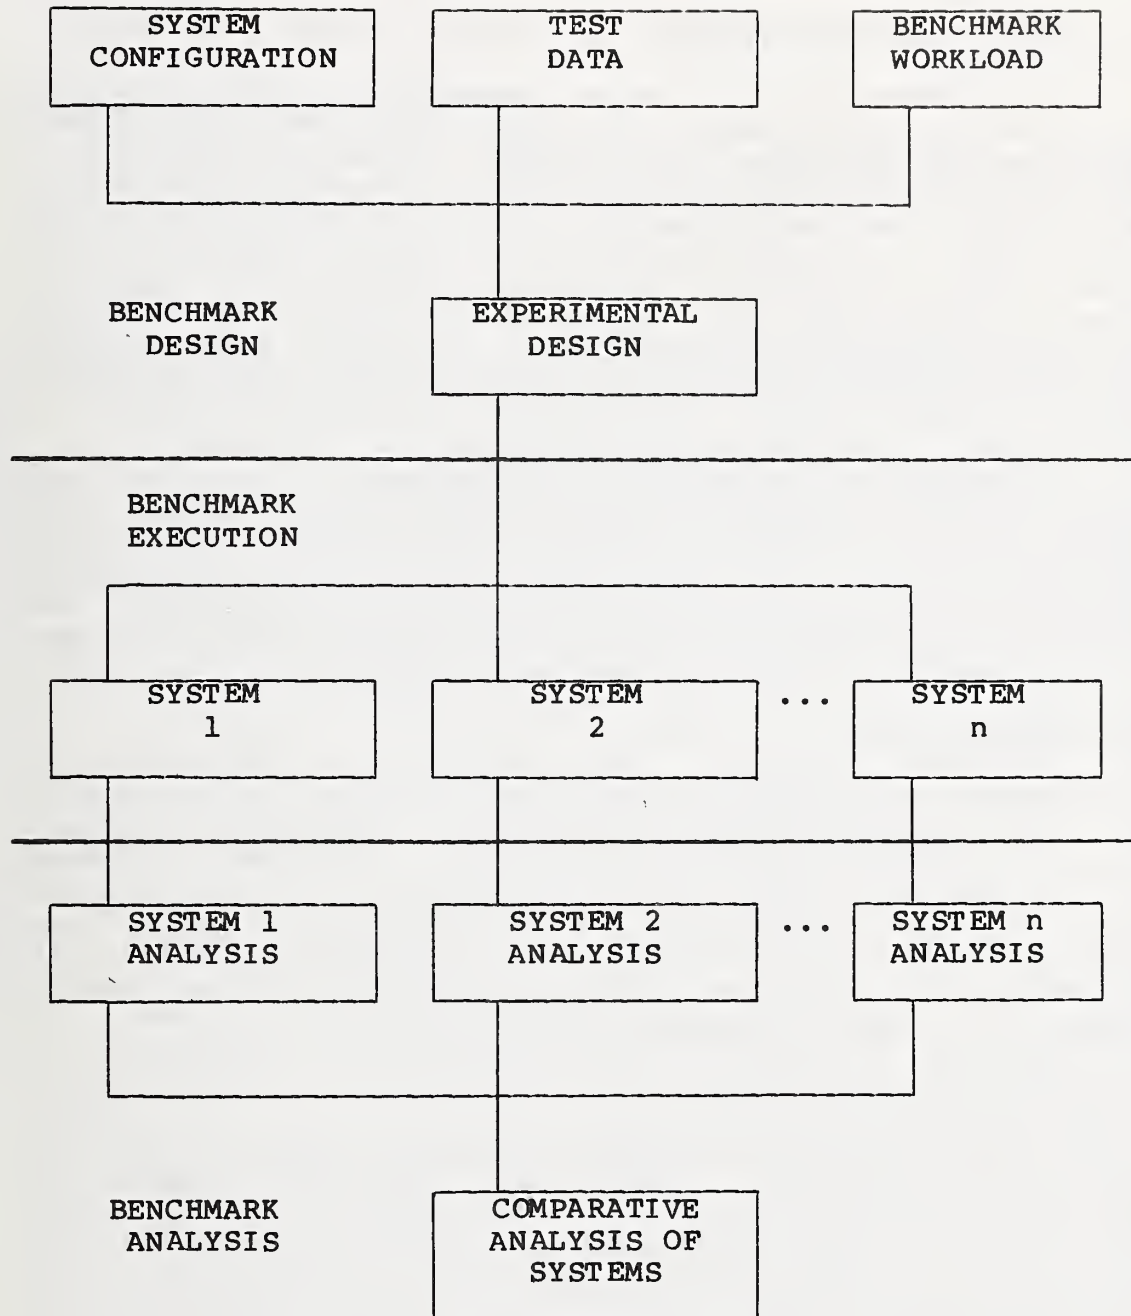 SYSTEM
CONFIGURATION
TEST
DATA
BENCHMARK
WORKLOAD
BENCHMARK
DESIGN
EXPERIMENTAL
DESIGN
BENCHMARK
EXECUTION
SYSTEM
1
SYSTEM
2
...
SYSTEM
n
SYSTEM 1
ANALYSIS
SYSTEM 2
ANALYSIS
...
SYSTEM n
ANALYSIS
BENCHMARK
ANALYSIS
COMPARATIVE
ANALYSIS OF
SYSTEMS